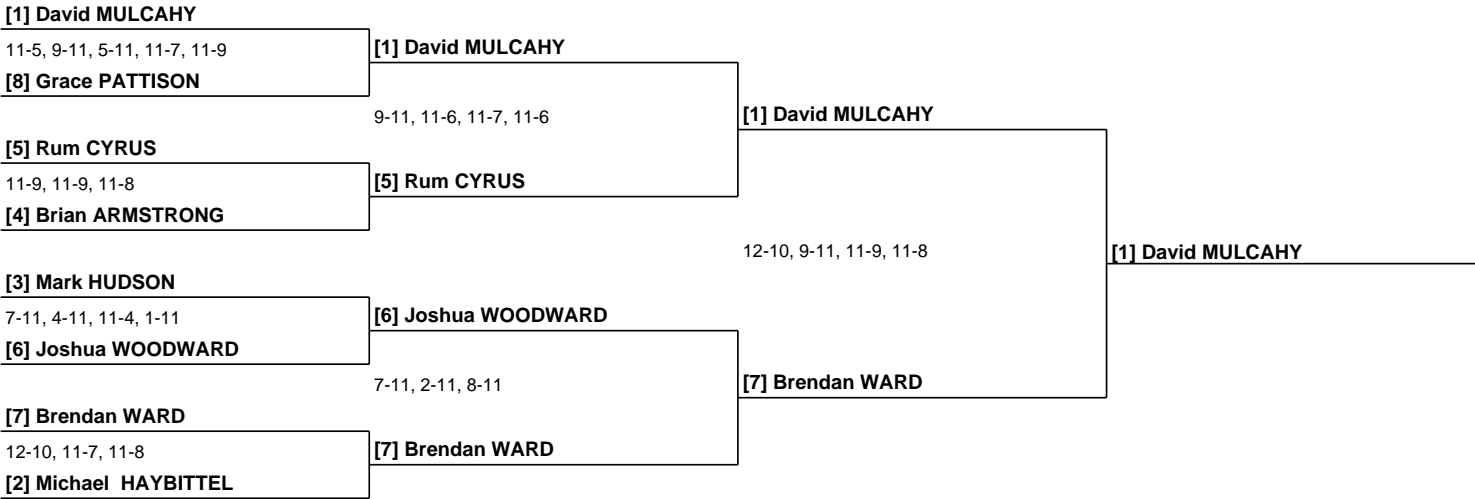 [1] David MULCAHY
11-5, 9-11, 5-11, 11-7, 11-9
[8] Grace PATTISON
[5] Rum CYRUS
11-9, 11-9, 11-8
[4] Brian ARMSTRONG
[3] Mark HUDSON
7-11, 4-11, 11-4, 1-11
[6] Joshua WOODWARD
[7] Brendan WARD
12-10, 11-7, 11-8
[2] Michael  HAYBITTEL
[1] David MULCAHY
9-11, 11-6, 11-7, 11-6
[5] Rum CYRUS
[6] Joshua WOODWARD
7-11, 2-11, 8-11
[7] Brendan WARD
[1] David MULCAHY
12-10, 9-11, 11-9, 11-8
[7] Brendan WARD
[1] David MULCAHY